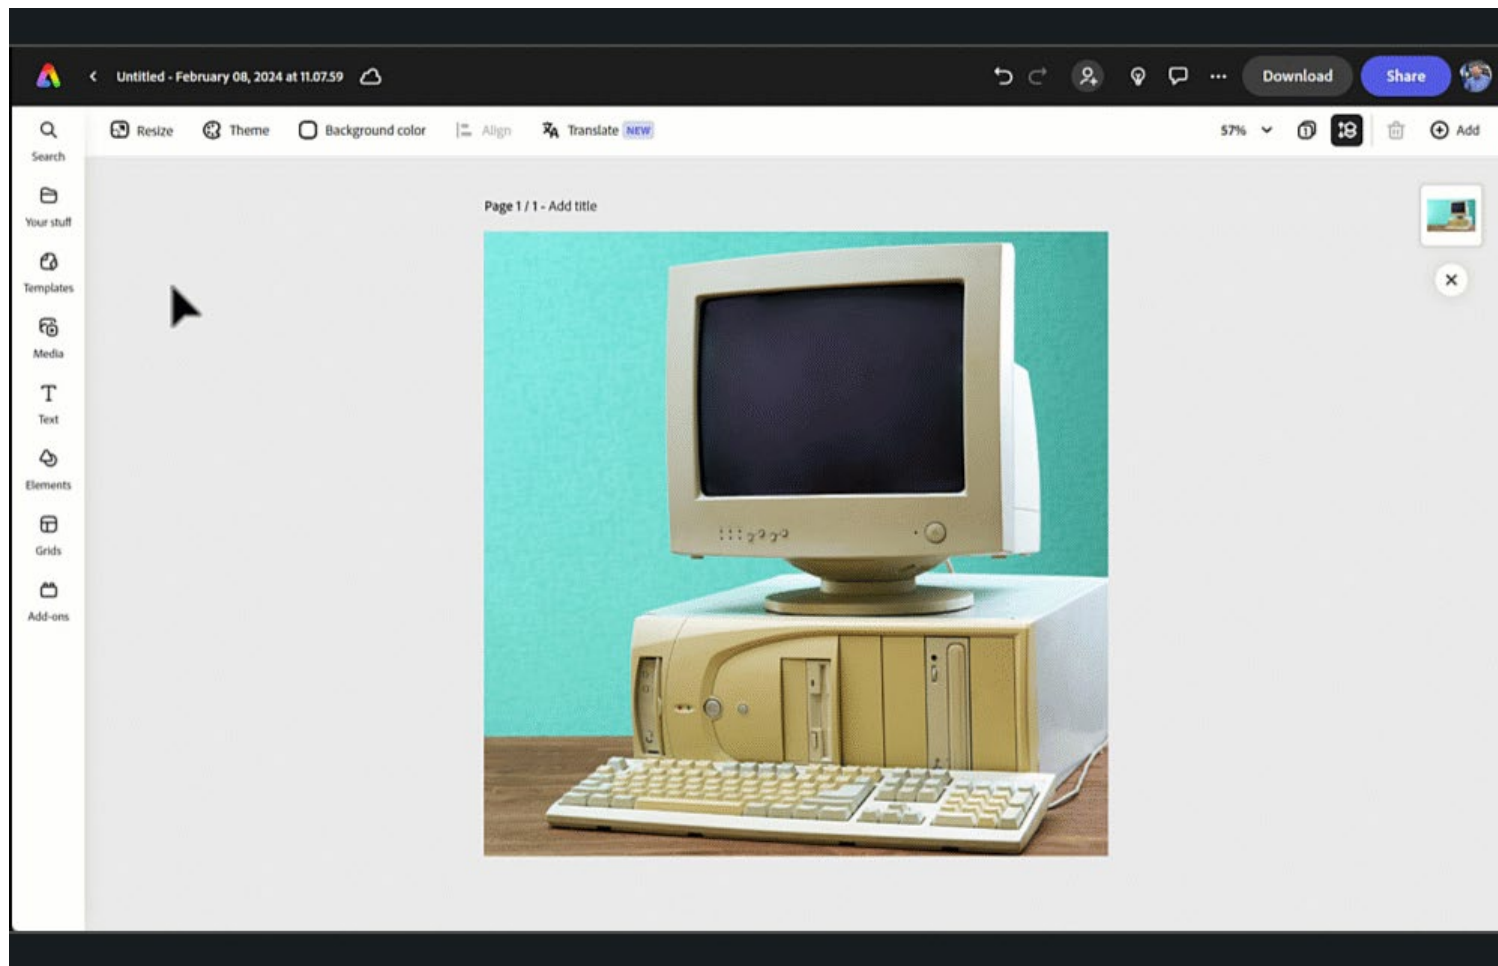 Untitled - February 08, 2024 at 11.07.59
Download
Share
Resize
Theme
Background color
Align
Translate NEW
57%
1
Add
Search
Your stuff
Templates
Media
Text
Elements
Grids
Add-ons
Page 1 / 1 - Add title